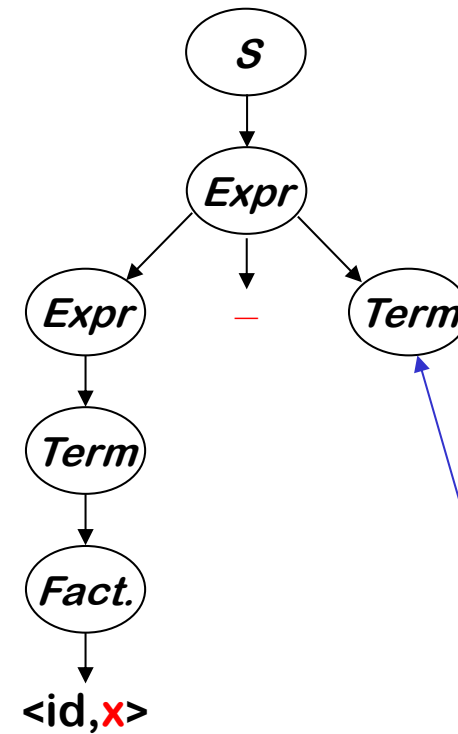 S
Expr
Expr – Term
Term
Fact.
<id,x>